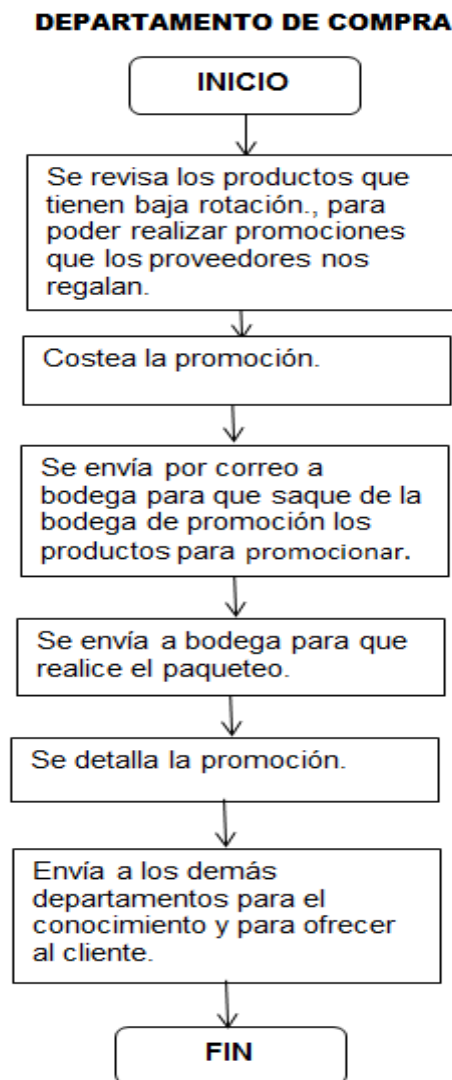 DEPARTAMENTO DE COMPRA
INICIO
Se revisa los productos que
tienen baja rotación., para
poder realizar promociones
que los proveedores nos
regalan.
Costea la promoción.
Se envía por correo a
bodega para que saque de la
bodega de promoción los
productos para promocionar.
Se envía a bodega para que
realice el paqueteo.
Se detalla la promoción.
Envía a los demás
departamentos para el
conocimiento y para ofrecer
al cliente.
FIN